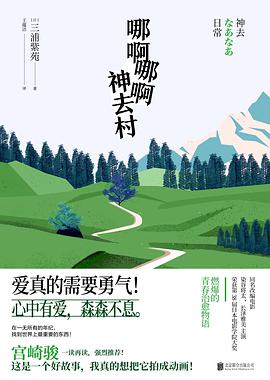 神去
なあなあ
日常
哪啊哪啊
神去村
[日] 三浦紫苑 著
王蕴洁 译
爱真的需要勇气！
心中有爱，森森不息。
在一无所有的年纪，
找到世界上最重要的东西！
燃爆的
青春治愈物语
同名改编电影
染谷将太、长泽雅美主演
荣获第38届日本电影学院大奖
宫崎骏 一读再读，强烈推荐！
这是一个好故事，我真的想把它拍成动画！
北京联合出版公司